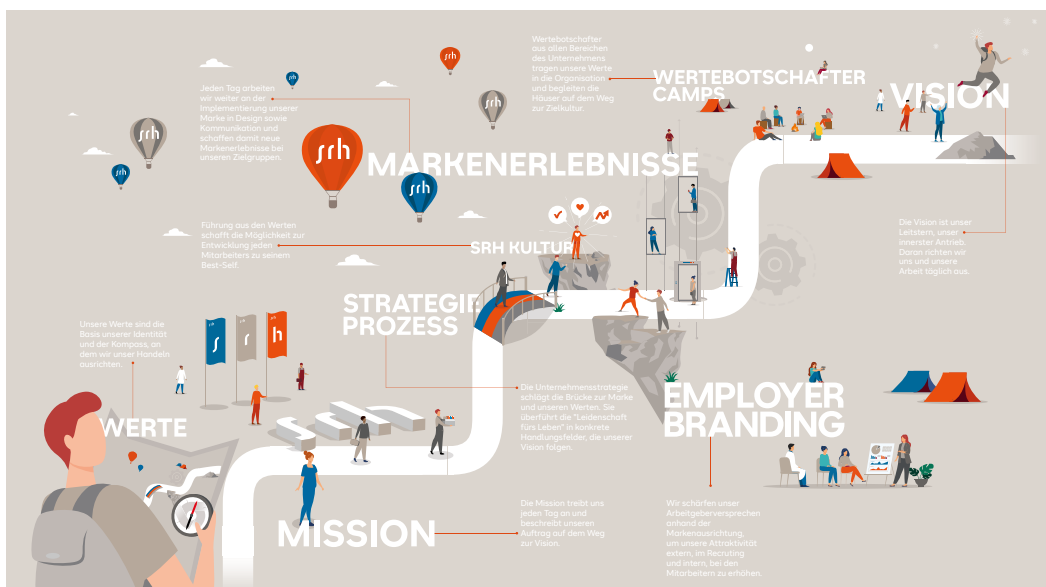 Wertebotschafter
aus allen Bereichen
des Unternehmens
tragen unsere Werte
in die Organisation
und begleiten die
Häuser auf dem Weg
zur Zielkultur.
WERTEBOTSCHAFTER
CAMPS
VISION
Jeden Tag arbeiten
wir weiter an der
Implementierung unserer
Marke in Design sowie
Kommunikation und
schaffen damit neue
Markenerlebnisse bei
unseren Zielgruppen.
srh
srh
srh
srh
srh
srh
srh
MARKENERLEBNISSE
Führung aus den Werten
schafft die Möglichkeit zur
Entwicklung jeden
Mitarbeiters zu seinem
Best-Self.
SRH KULTUR
Die Vision ist unser
Leitstern, unser
innerster Antrieb.
Daran richten wir
uns und unsere
Arbeit täglich aus.
STRATEGIE
PROZESS
Unsere Werte sind die
Basis unserer Identität
und der Kompass, an
dem wir unser Handeln
ausrichten.
s r h
WERTE
srh
Die Unternehmensstrategie
schlägt die Brücke zur Marke
und unseren Werten. Sie
überführt die "Leidenschaft
fürs Leben" in konkrete
Handlungsfelder, die unserer
Vision folgen.
EMPLOYER
BRANDING
MISSION
Die Mission treibt uns
jeden Tag an und
beschreibt unseren
Auftrag auf dem Weg
zur Vision.
Wir schärfen unser
Arbeitgeberversprechen
anhand der
Markenausrichtung,
um unsere Attraktivität
extern, im Recruting
und intern, bei den
Mitarbeitern zu erhöhen.